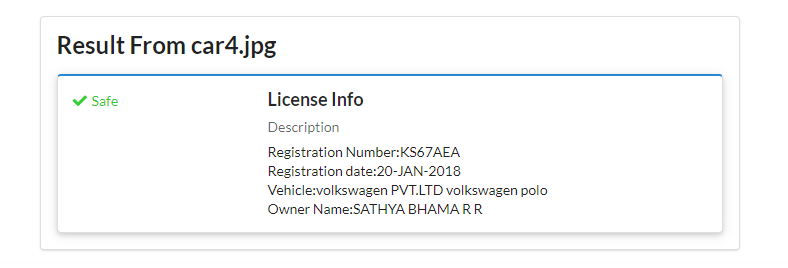 Result From car4.jpg
Safe
License Info
Description
Registration Number:KS67AEA
Registration date:20-JAN-2018
Vehicle:volkswagen PVT.LTD volkswagen polo
Owner Name:SATHYA BHAMA R R